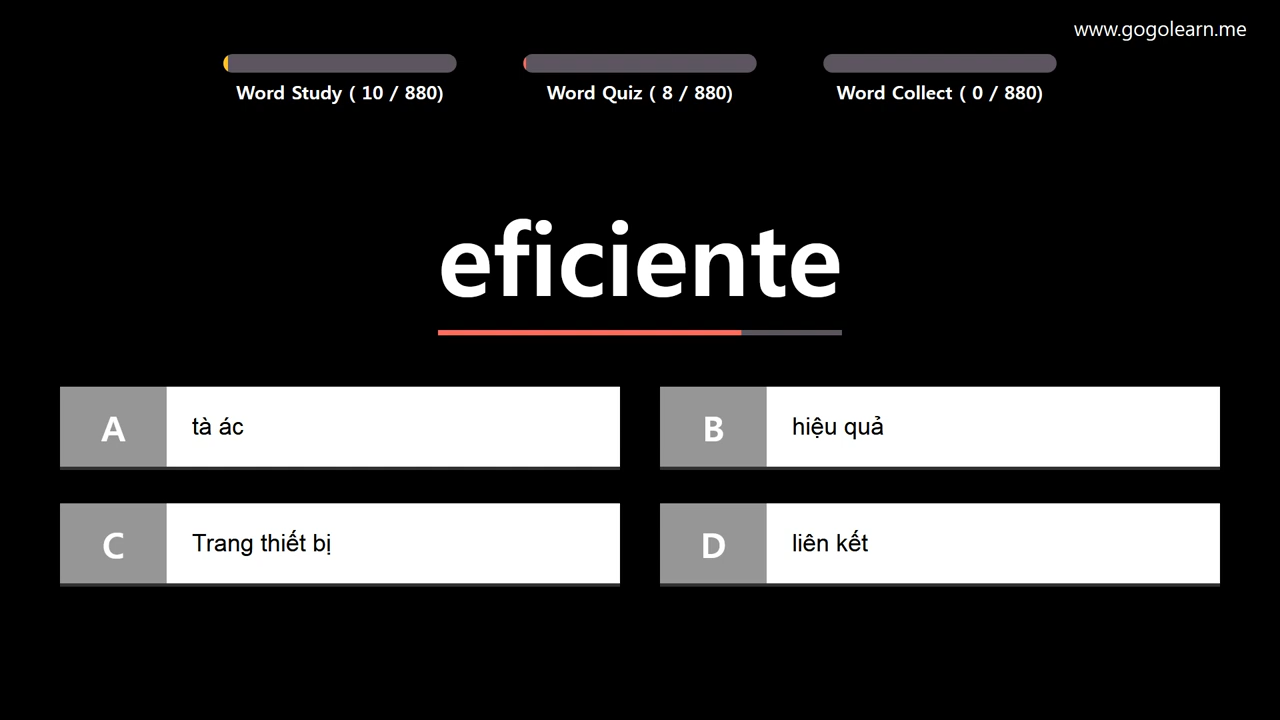 www.gogolearn.me
Word Study ( 10 / 880)
Word Quiz ( 8 / 880)
Word Collect ( 0 / 880)
eficiente
A tà ác
B hiệu quả
C Trang thiết bị
D liên kết